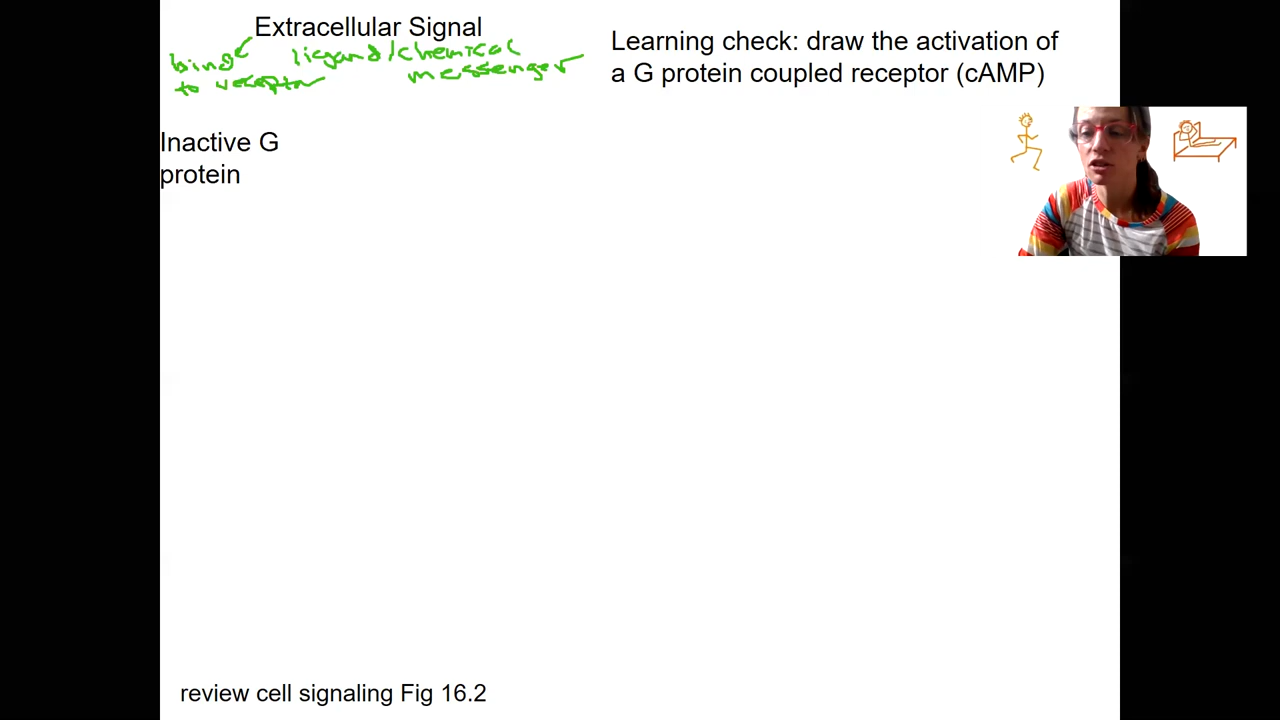 Extracellular Signal
ligand/chemical
messenger
bind
to receptor
Learning check: draw the activation of
a G protein coupled receptor (cAMP)
Inactive G
protein
review cell signaling Fig 16.2